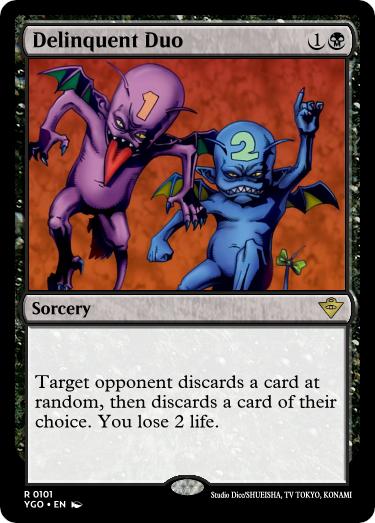 Delinquent Duo 1
1
2
Sorcery
Target opponent discards a card at
random, then discards a card of their
choice. You lose 2 life.
R 0101
YGO • EN
Studio Dice/SHUEISHA, TV TOKYO, KONAMI